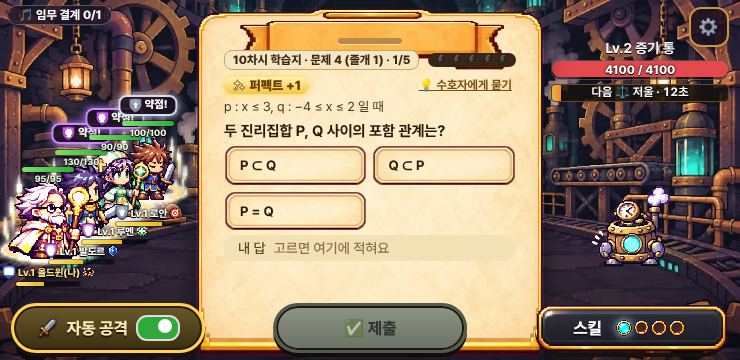 🎵 임무 결계 0/1
10차시 학습지 · 문제 4 (졸개 1) · 1/5
퍼펙트 +1
💡 수호자에게 묻기
p : x ≤ 3, q : −4 ≤ x ≤ 2 일 때
두 진리집합 P, Q 사이의 포함 관계는?
P ⊂ Q
Q ⊂ P
P = Q
내 답 고르면 여기에 적혀요
✅ 제출
Lv.2 증기 통
4100 / 4100
다음 ⚖️ 저울 · 12초
약점!
약점!
약점!
100/100
90/90
130/130
95/95
Lv.1 로안
Lv.1 루멘
Lv.1 발도르
Lv.1 올드윈(나)
자동 공격
스킬